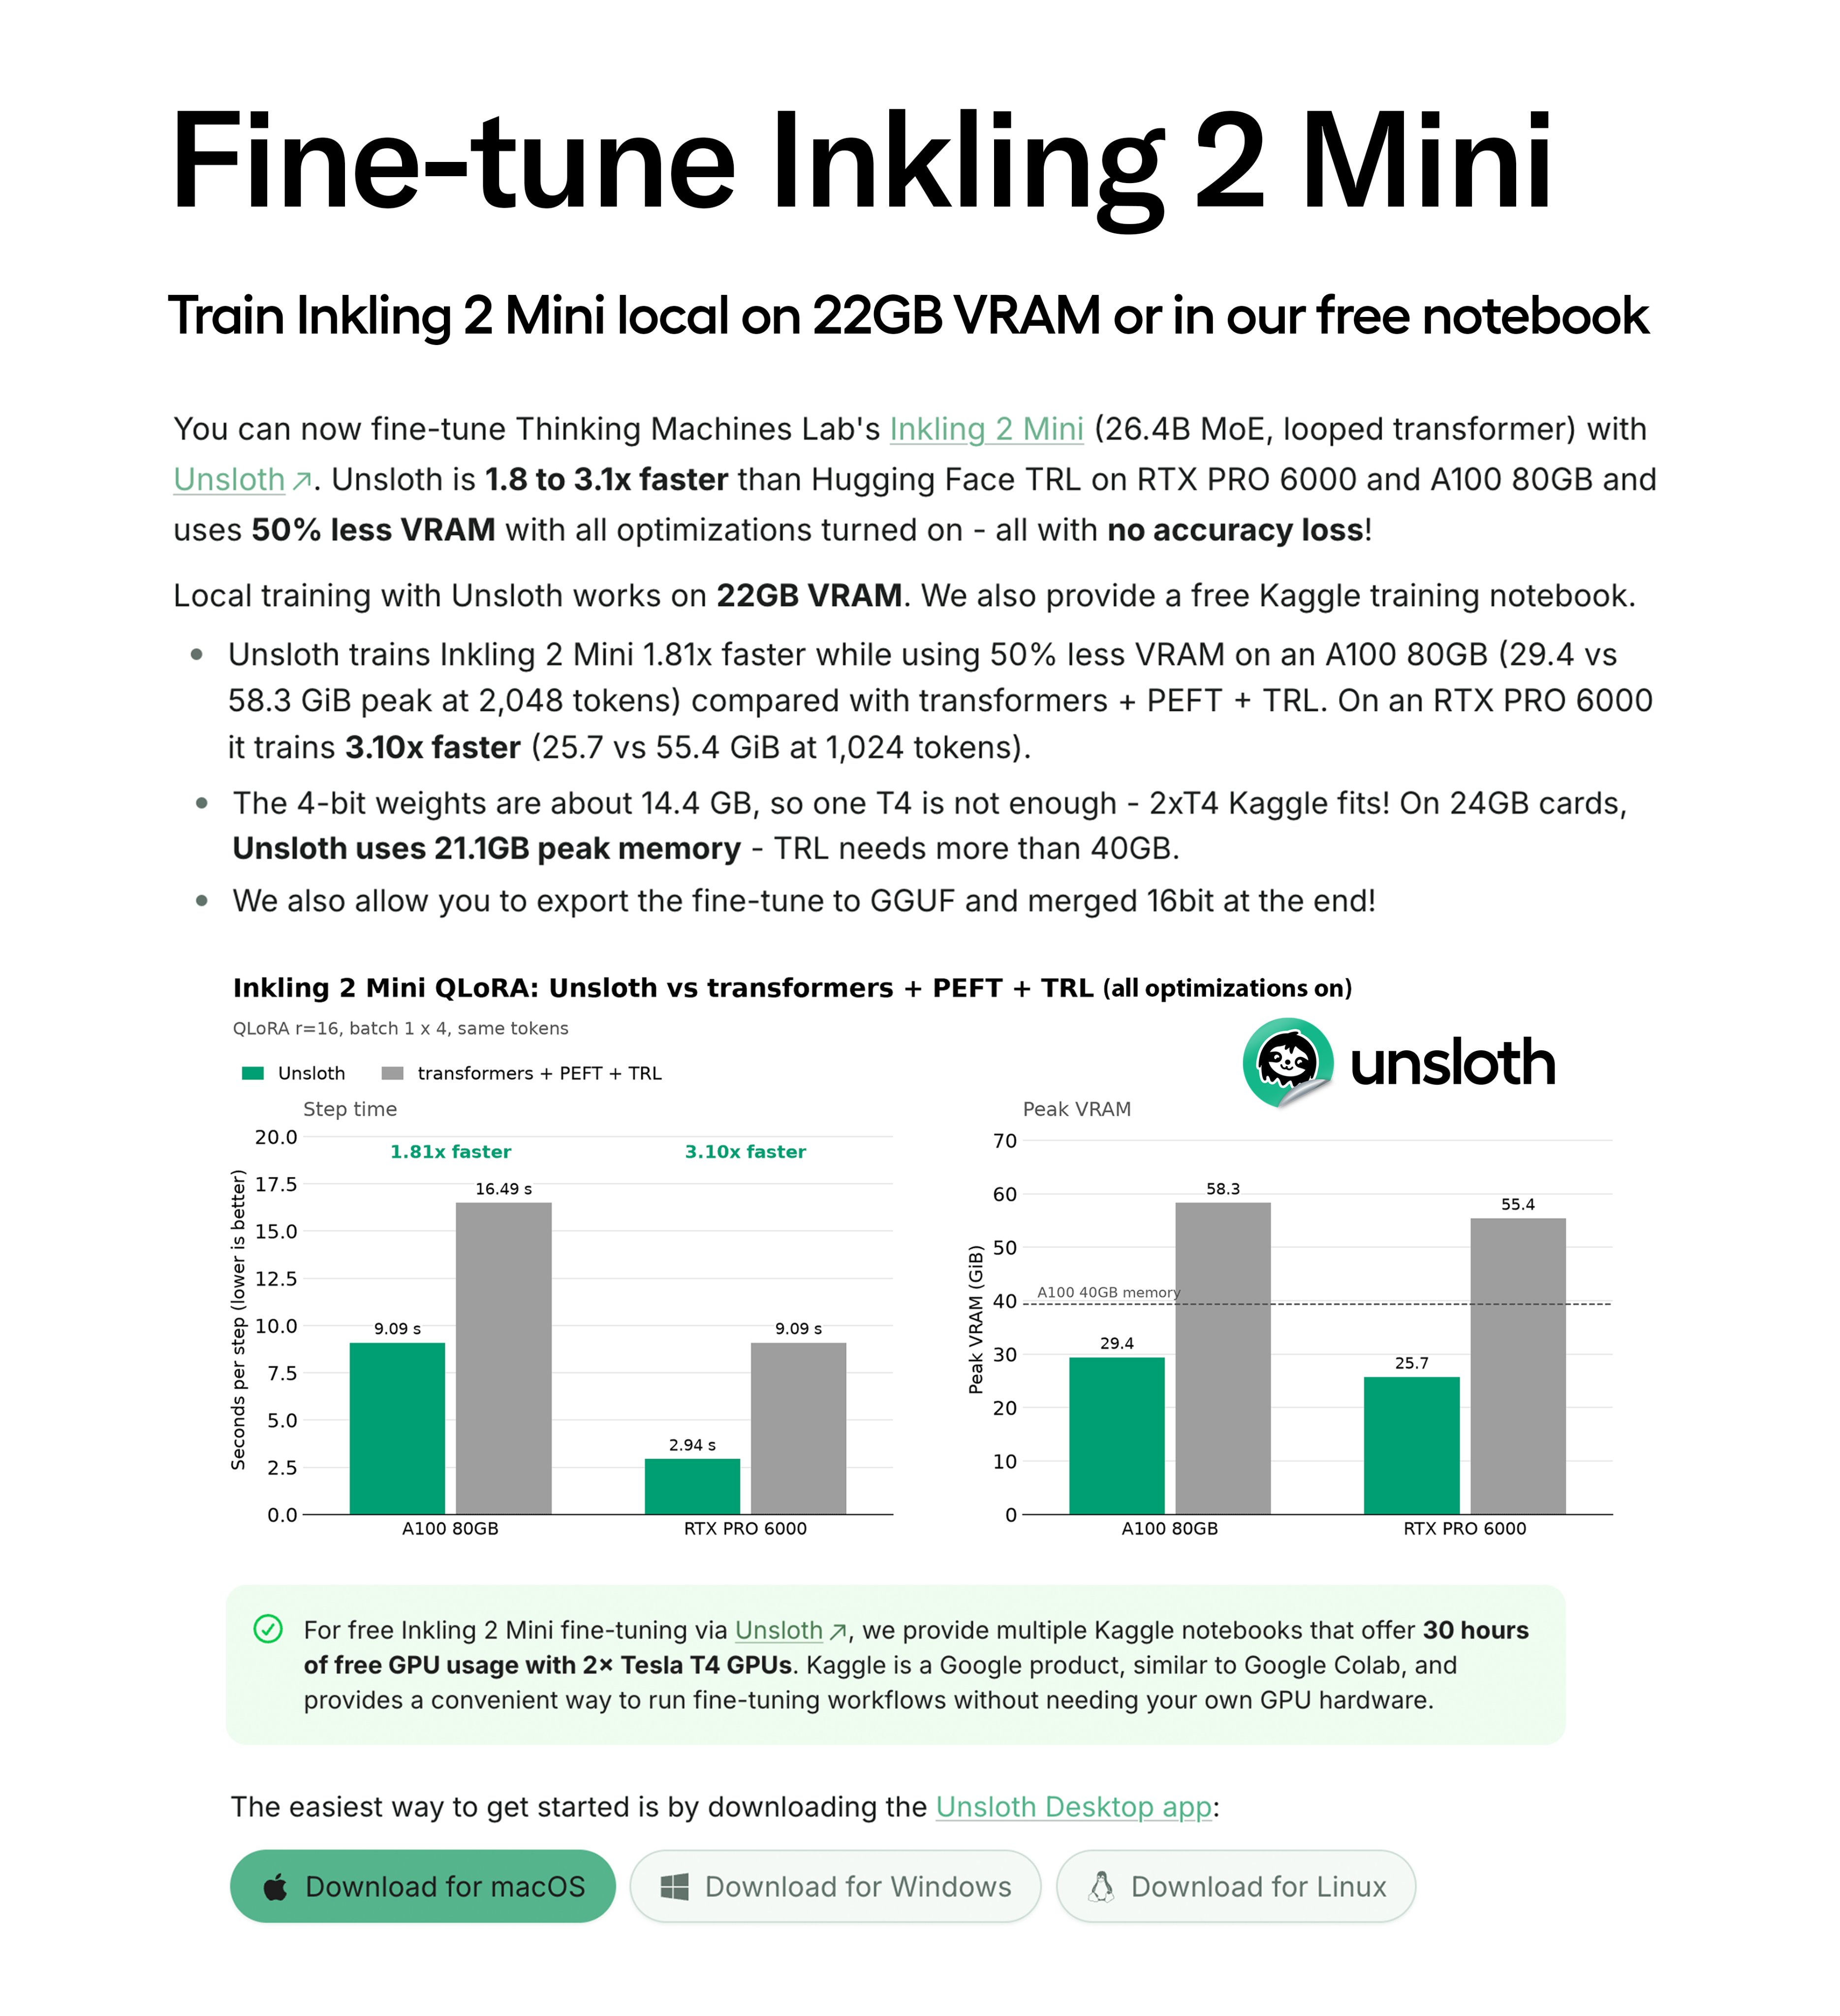 Fine-tune Inkling 2 Mini
Train Inkling 2 Mini local on 22GB VRAM or in our free notebook
You can now fine-tune Thinking Machines Lab's Inkling 2 Mini (26.4B MoE, looped transformer) with
Unsloth ↗. Unsloth is 1.8 to 3.1x faster than Hugging Face TRL on RTX PRO 6000 and A100 80GB and
uses 50% less VRAM with all optimizations turned on - all with no accuracy loss!
Local training with Unsloth works on 22GB VRAM. We also provide a free Kaggle training notebook.
• Unsloth trains Inkling 2 Mini 1.81x faster while using 50% less VRAM on an A100 80GB (29.4 vs
58.3 GiB peak at 2,048 tokens) compared with transformers + PEFT + TRL. On an RTX PRO 6000
it trains 3.10x faster (25.7 vs 55.4 GiB at 1,024 tokens).
• The 4-bit weights are about 14.4 GB, so one T4 is not enough - 2xT4 Kaggle fits! On 24GB cards,
Unsloth uses 21.1GB peak memory - TRL needs more than 40GB.
• We also allow you to export the fine-tune to GGUF and merged 16bit at the end!
Inkling 2 Mini QLoRA: Unsloth vs transformers + PEFT + TRL (all optimizations on)
QLoRA r=16, batch 1 x 4, same tokens
Unsloth
transformers + PEFT + TRL
unsloth
Step time
Seconds per step (lower is better)
20.0
17.5
15.0
12.5
10.0
7.5
5.0
2.5
0.0
1.81x faster
3.10x faster
9.09 s
16.49 s
2.94 s
9.09 s
A100 80GB
RTX PRO 6000
Peak VRAM
Peak VRAM (GiB)
70
60
50
40
30
20
10
0
A100 40GB memory
29.4
58.3
25.7
55.4
A100 80GB
RTX PRO 6000
For free Inkling 2 Mini fine-tuning via Unsloth ↗, we provide multiple Kaggle notebooks that offer 30 hours
of free GPU usage with 2× Tesla T4 GPUs. Kaggle is a Google product, similar to Google Colab, and
provides a convenient way to run fine-tuning workflows without needing your own GPU hardware.
The easiest way to get started is by downloading the Unsloth Desktop app:
Download for macOS
Download for Windows
Download for Linux